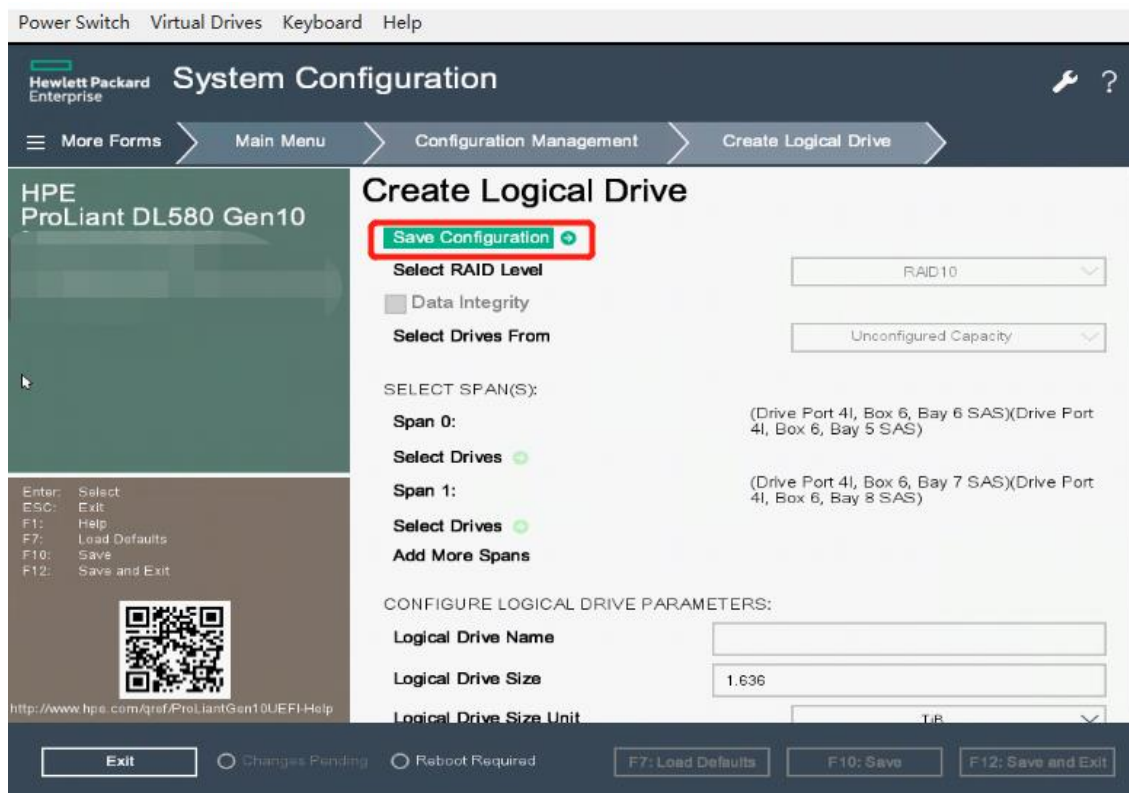 Power Switch Virtual Drives Keyboard Help
Hewlett Packard
Enterprise
System Configuration
?
More Forms Main Menu Configuration Management Create Logical Drive
HPE
ProLiant DL580 Gen10
Create Logical Drive
Save Configuration
Select RAID Level RAID10
Data Integrity
Select Drives From Unconfigured Capacity
SELECT SPAN(S):
Span 0: (Drive Port 4I, Box 6, Bay 6 SAS)(Drive Port
4I, Box 6, Bay 5 SAS)
Select Drives
Span 1: (Drive Port 4I, Box 6, Bay 7 SAS)(Drive Port
4I, Box 6, Bay 8 SAS)
Select Drives
Add More Spans
Enter: Select
ESC: Exit
F1: Help
F7: Load Defaults
F10: Save
F12: Save and Exit
http://www.hpe.com/qref/ProLiantGen10UEFI-Help
CONFIGURE LOGICAL DRIVE PARAMETERS:
Logical Drive Name
Logical Drive Size 1.636
Logical Drive Size Unit TiB
Exit Changes Pending Reboot Required F7: Load Defaults F10: Save F12: Save and Exit